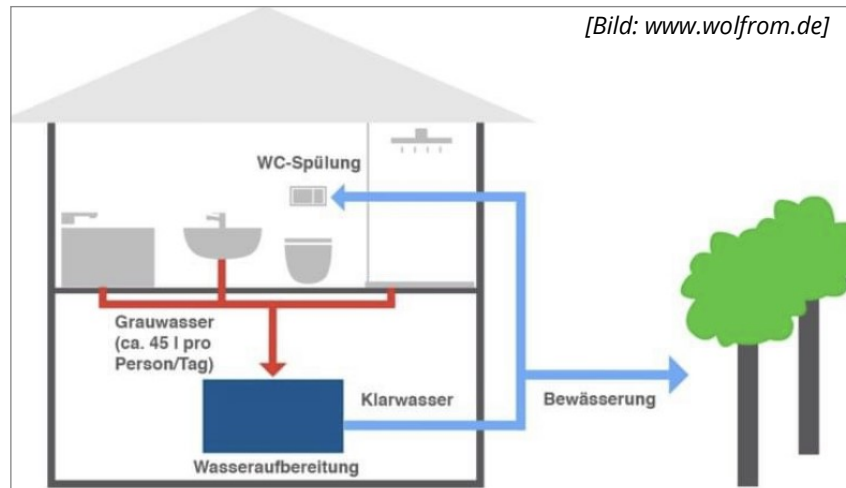 [Bild: www.wolfrom.de]
WC-Spülung
Grauwasser
(ca. 45 l pro
Person/Tag)
Klarwasser
Bewässerung
Wasseraufbereitung